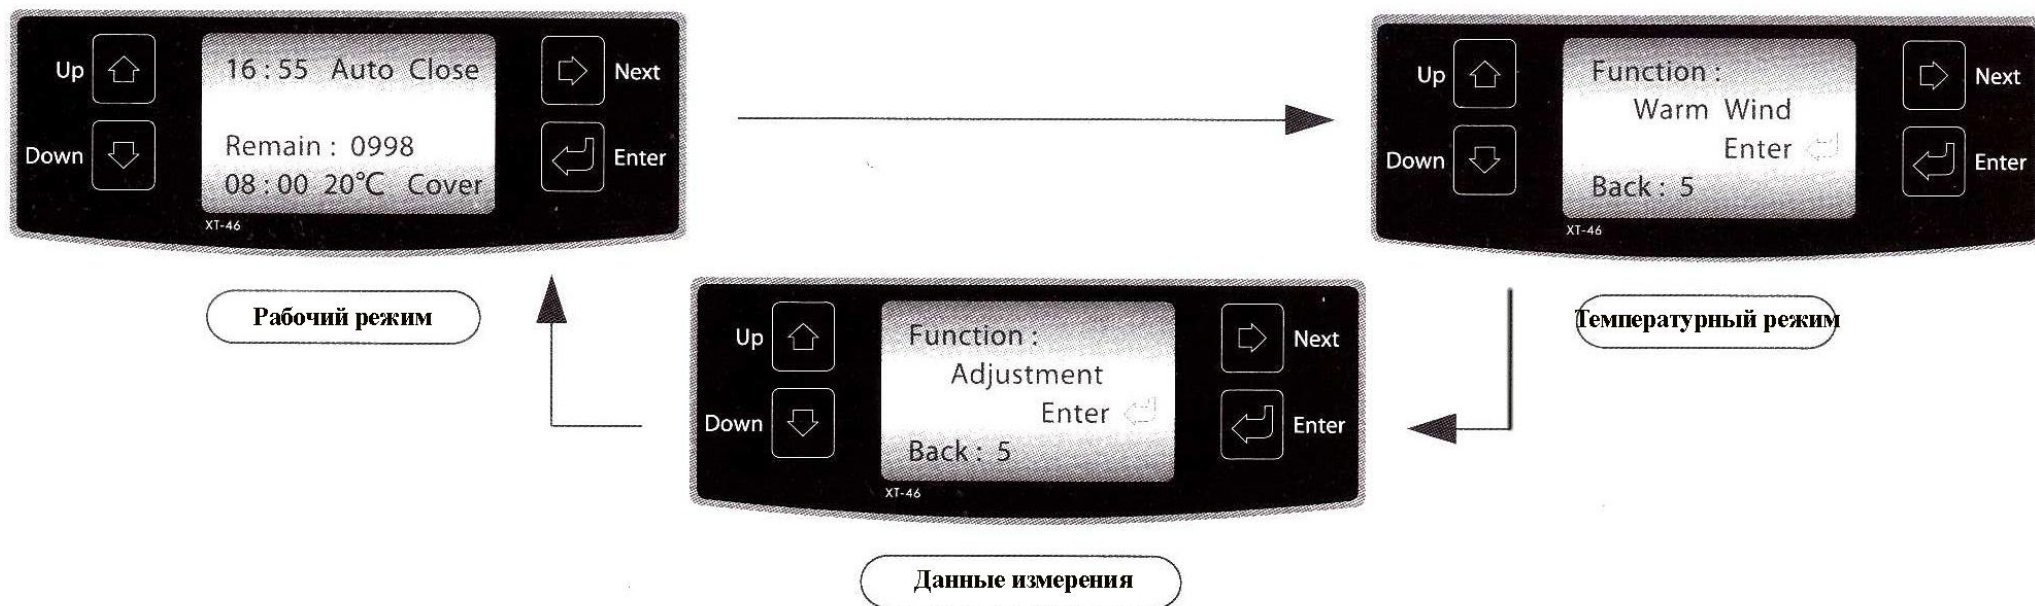 Up
16:55 Auto Close
Next
Down
Remain: 0998
Enter
08:00 20℃ Cover
XT-46
Рабочий режим
Up
Function:
Next
Warm Wind
Down
Enter
Enter
Back: 5
XT-46
Температурный режим
Up
Function:
Next
Adjustment
Down
Enter
Enter
Back: 5
XT-46
Данные измерения